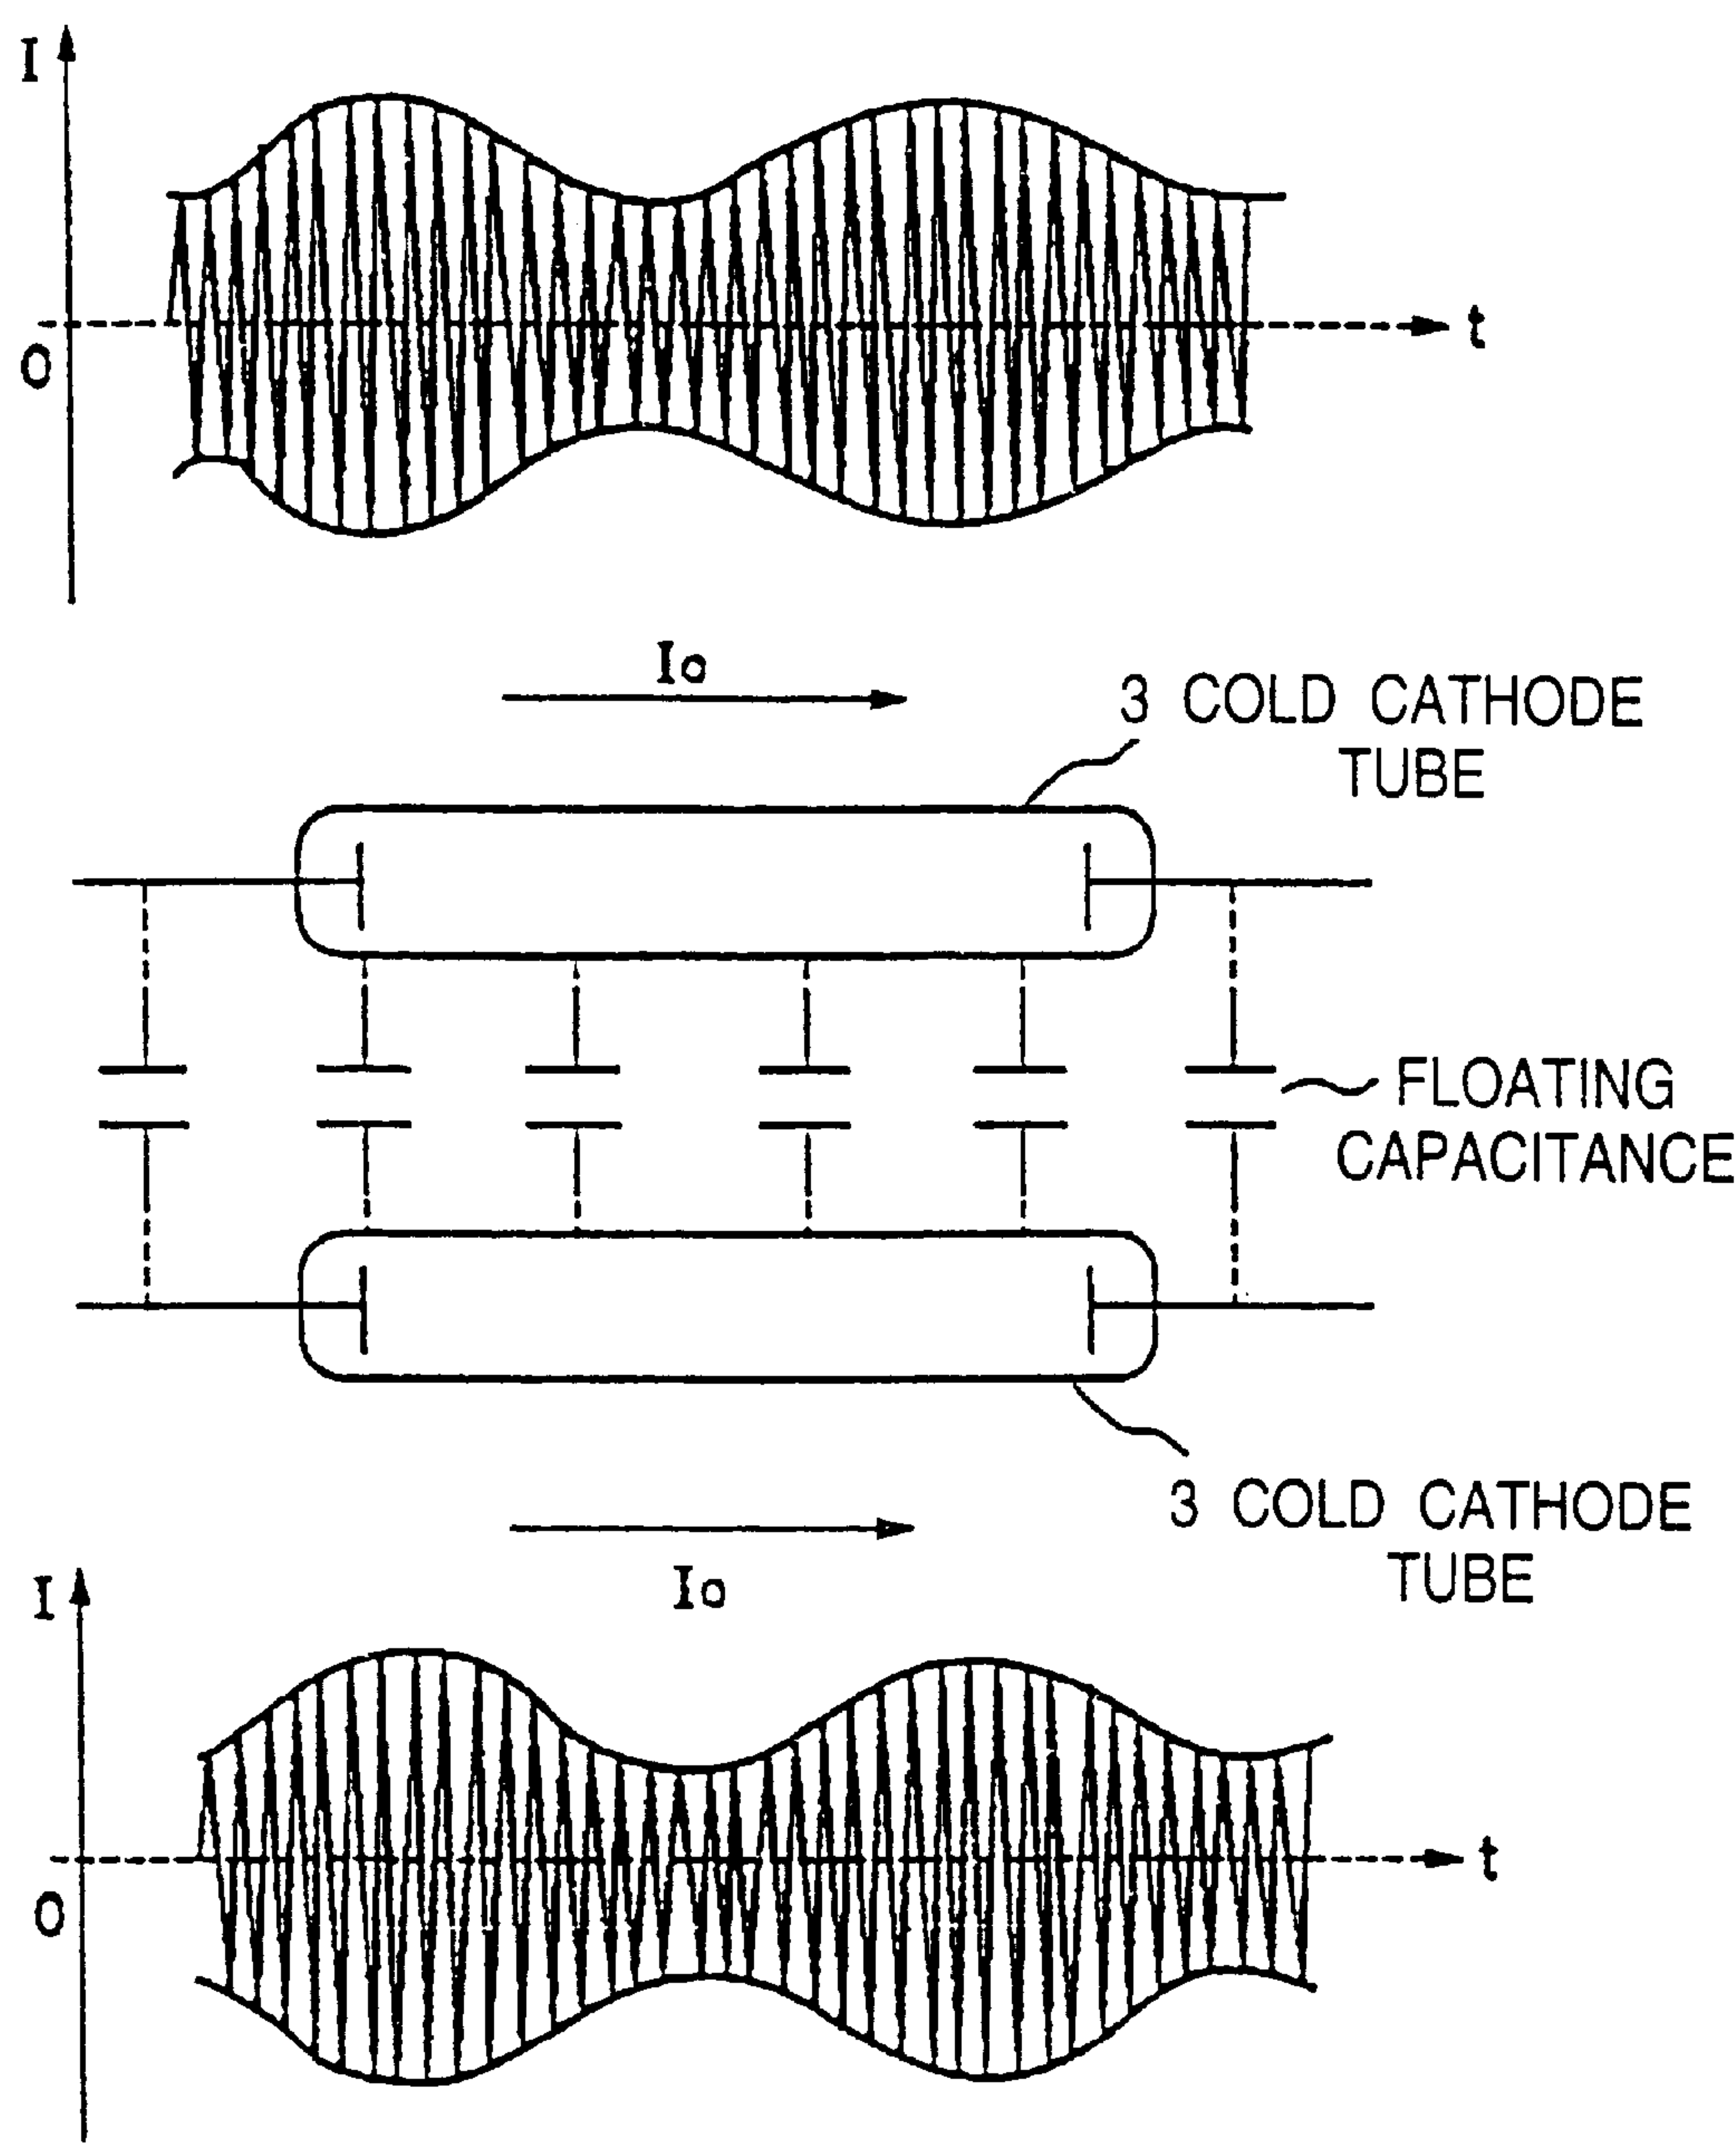 I
O
t
Io
3 COLD CATHODE
TUBE
FLOATING
CAPACITANCE
3 COLD CATHODE
TUBE
Io
I
O
t